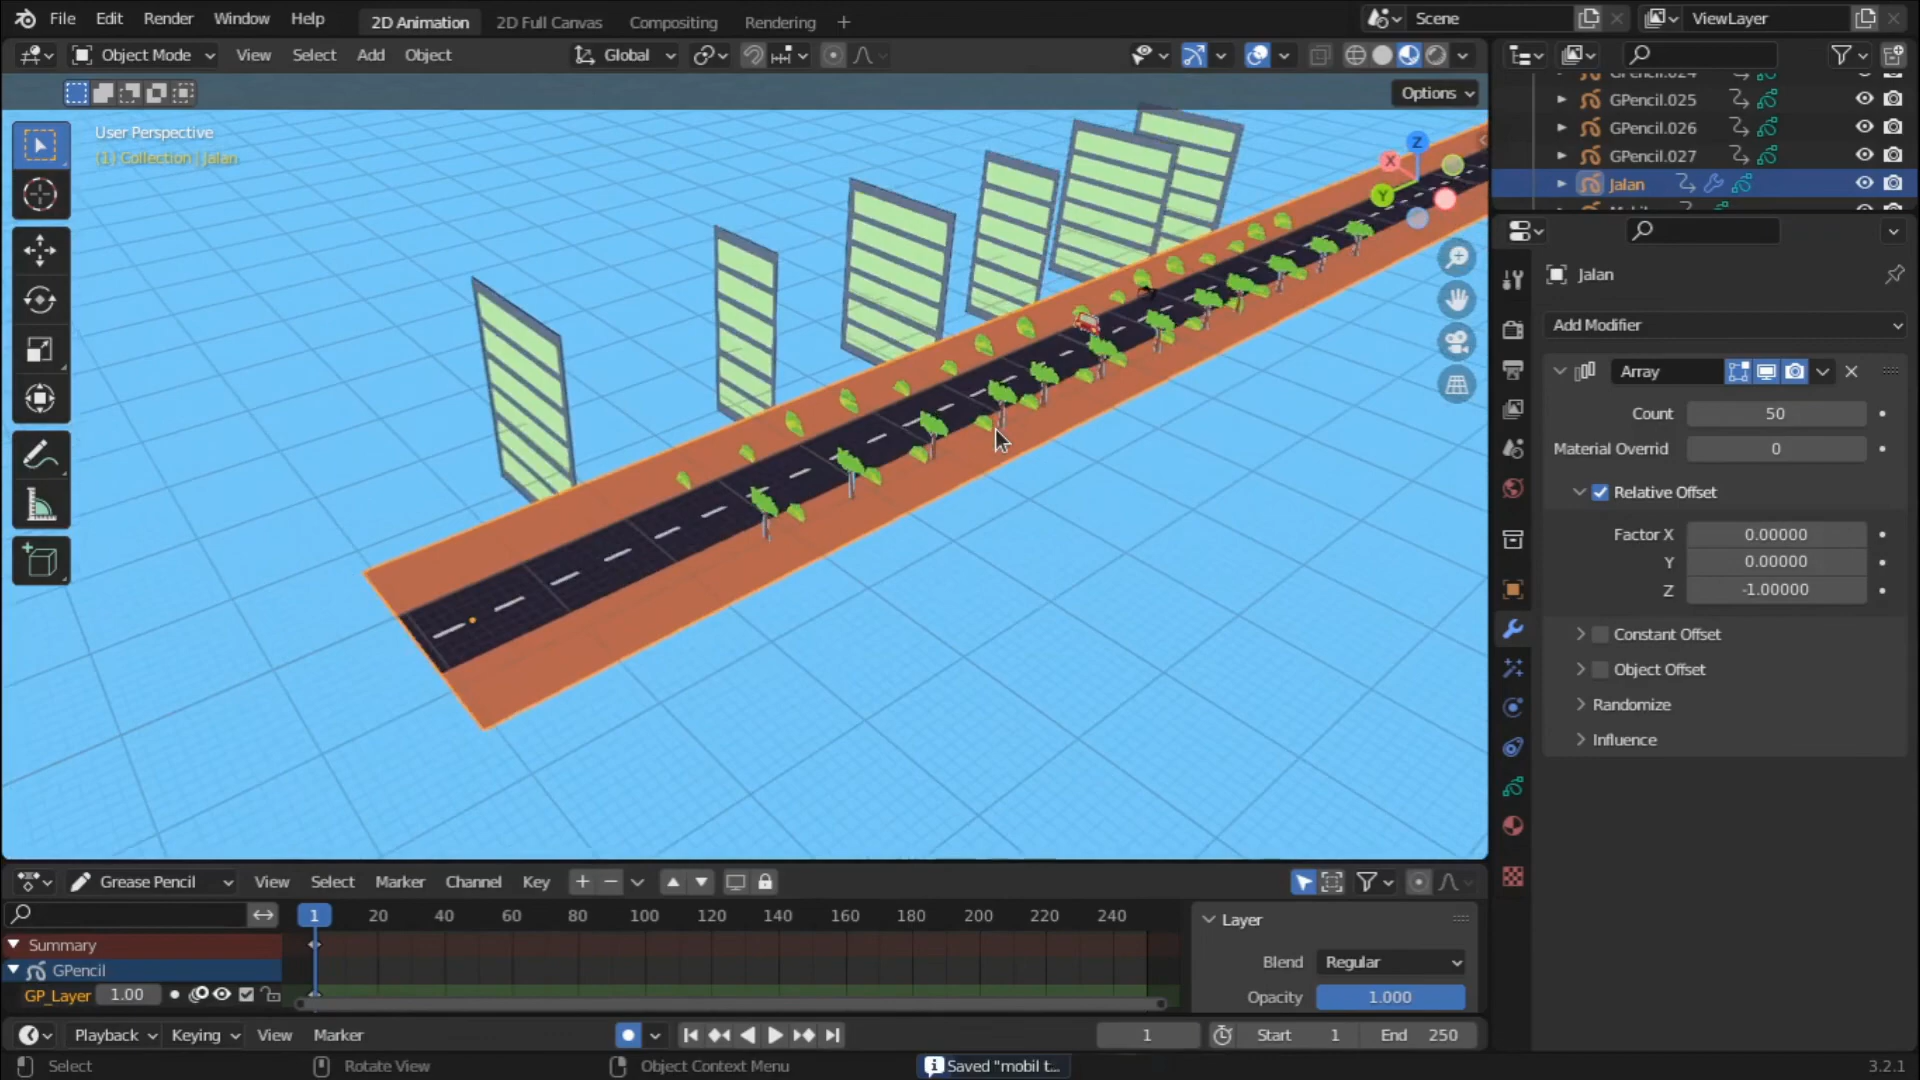 File Edit Render Window Help 2D Animation 2D Full Canvas Compositing Rendering + Scene ViewLayer
Object Mode View Select Add Object Global
Options
User Perspective
(1) Collection | Jalan
X Y Z
GPencil.024
GPencil.025
GPencil.026
GPencil.027
Jalan
Jalan
Add Modifier
Array
Count 50
Material Overrid 0
Relative Offset
Factor X 0.00000
Y 0.00000
Z -1.00000
Constant Offset
Object Offset
Randomize
Influence
Grease Pencil View Select Marker Channel Key
1 20 40 60 80 100 120 140 160 180 200 220 240
Summary
GPencil
GP_Layer 1.00
Layer
Blend Regular
Opacity 1.000
Playback Keying View Marker 1 Start 1 End 250
Select Rotate View Object Context Menu Saved "mobil t... 3.2.1